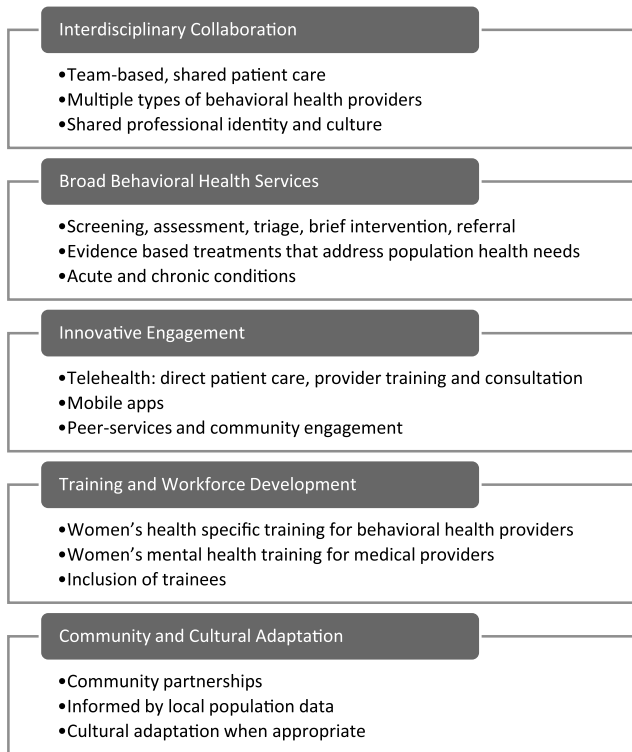 Interdisciplinary Collaboration
•Team-based, shared patient care
•Multiple types of behavioral health providers
•Shared professional identity and culture
Broad Behavioral Health Services
•Screening, assessment, triage, brief intervention, referral
•Evidence based treatments that address population health needs
•Acute and chronic conditions
Innovative Engagement
•Telehealth: direct patient care, provider training and consultation
•Mobile apps
•Peer-services and community engagement
Training and Workforce Development
•Women's health specific training for behavioral health providers
•Women's mental health training for medical providers
•Inclusion of trainees
Community and Cultural Adaptation
•Community partnerships
•Informed by local population data
•Cultural adaptation when appropriate